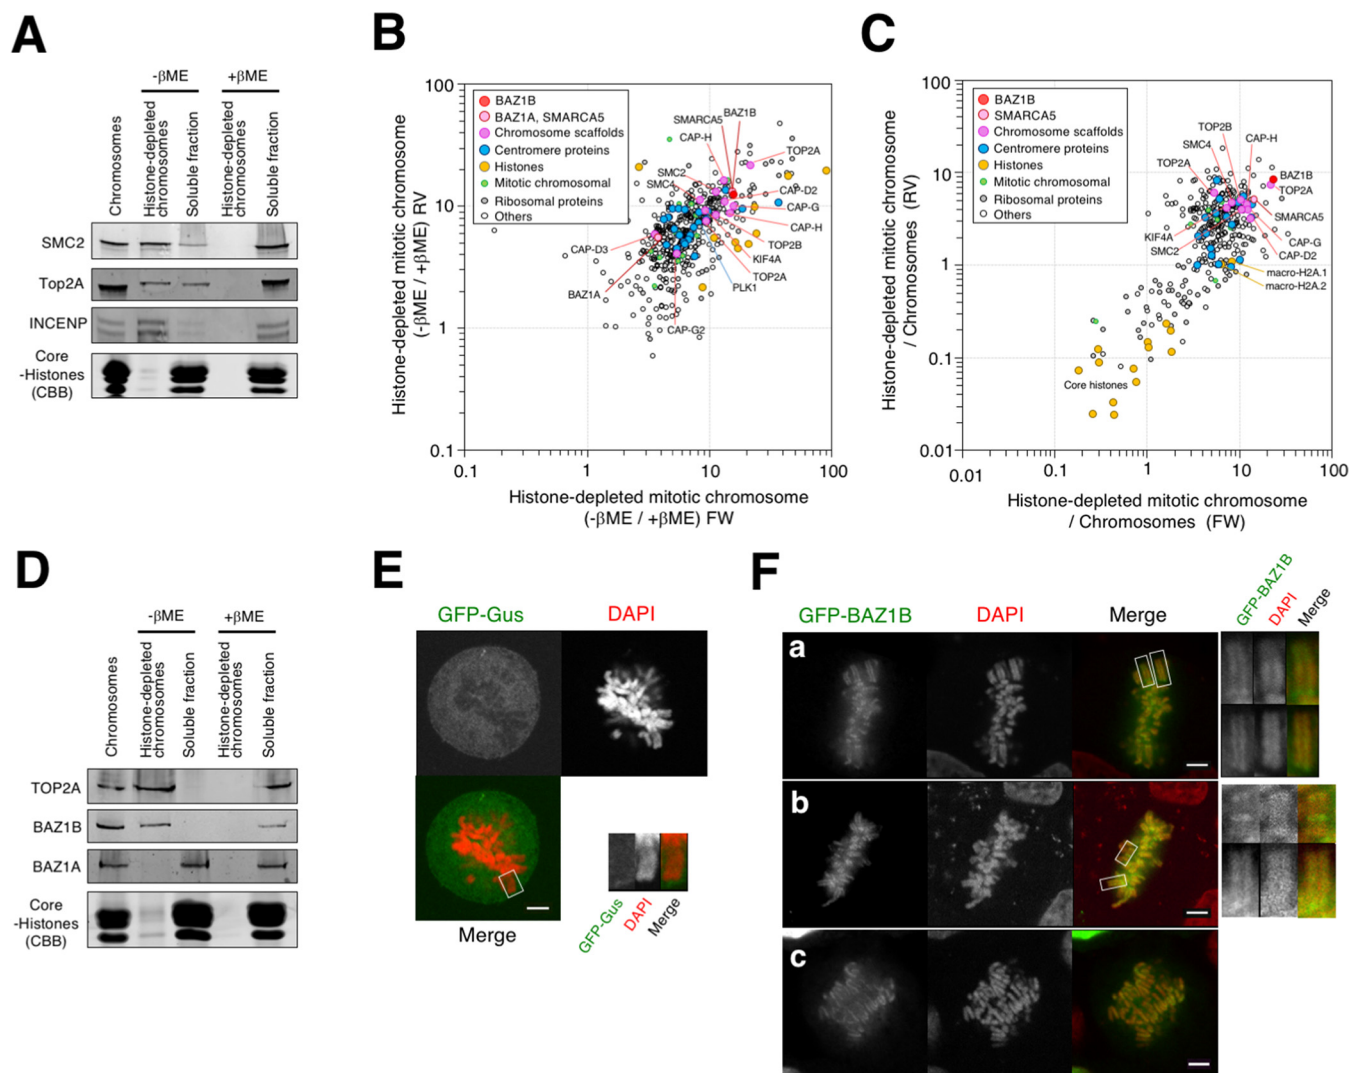 A
-βME
+βME
Chromosomes
Histone-depleted
chromosomes
Soluble fraction
Histone-depleted
chromosomes
Soluble fraction
SMC2
Top2A
INCENP
Core
-Histones
(CBB)
B
Histone-depleted mitotic chromosome
(-βME / +βME) RV
100
10
1
0.1
BAZ1B
BAZ1A, SMARCA5
Chromosome scaffolds
Centromere proteins
Histones
Mitotic chromosomal
Ribosomal proteins
Others
SMARCA5
BAZ1B
CAP-H
TOP2A
SMC2
SMC4
CAP-D2
CAP-G
CAP-H
CAP-D3
TOP2B
KIF4A
TOP2A
PLK1
BAZ1A
CAP-G2
0.1
1
10
100
Histone-depleted mitotic chromosome
(-βME / +βME) FW
C
Histone-depleted mitotic chromosome
/ Chromosomes (RV)
100
10
1
0.1
0.01
BAZ1B
SMARCA5
Chromosome scaffolds
Centromere proteins
Histones
Mitotic chromosomal
Ribosomal proteins
Others
TOP2B
CAP-H
SMC4
TOP2A
BAZ1B
TOP2A
SMARCA5
KIF4A
SMC2
CAP-G
CAP-D2
macro-H2A.1
macro-H2A.2
Core histones
0.01
0.1
1
10
100
Histone-depleted mitotic chromosome
/ Chromosomes (FW)
D
-βME
+βME
Chromosomes
Histone-depleted
chromosomes
Soluble fraction
Histone-depleted
chromosomes
Soluble fraction
TOP2A
BAZ1B
BAZ1A
Core
-Histones
(CBB)
E
GFP-Gus
DAPI
Merge
GFP-Gus
DAPI
Merge
F
GFP-BAZ1B
DAPI
Merge
GFP-BAZ1B
DAPI
Merge
a
b
c